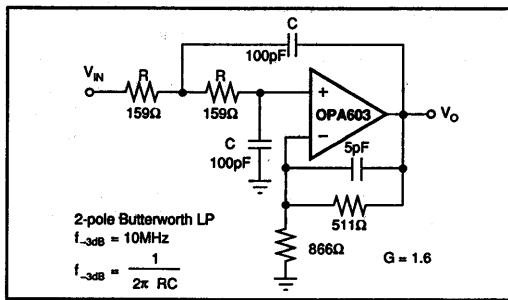 C
100pF
V_IN
R
R
159Ω
159Ω
+
OPA603
−
V_O
C
100pF
5pF
511Ω
866Ω
G = 1.6
2-pole Butterworth LP
f_−3dB = 10MHz
f_−3dB = 1 / 2π RC